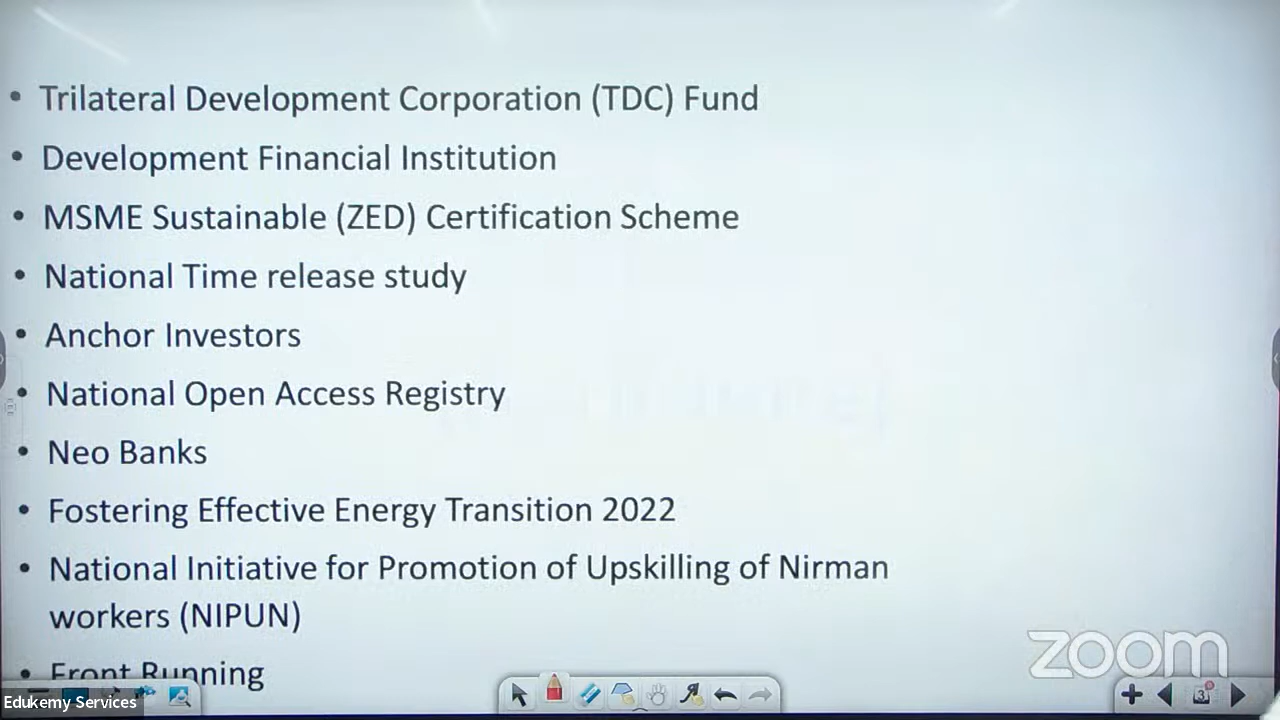 • Trilateral Development Corporation (TDC) Fund
• Development Financial Institution
• MSME Sustainable (ZED) Certification Scheme
• National Time release study
• Anchor Investors
• National Open Access Registry
• Neo Banks
• Fostering Effective Energy Transition 2022
• National Initiative for Promotion of Upskilling of Nirman
workers (NIPUN)
• Front Running
zoom
Edukemy Services